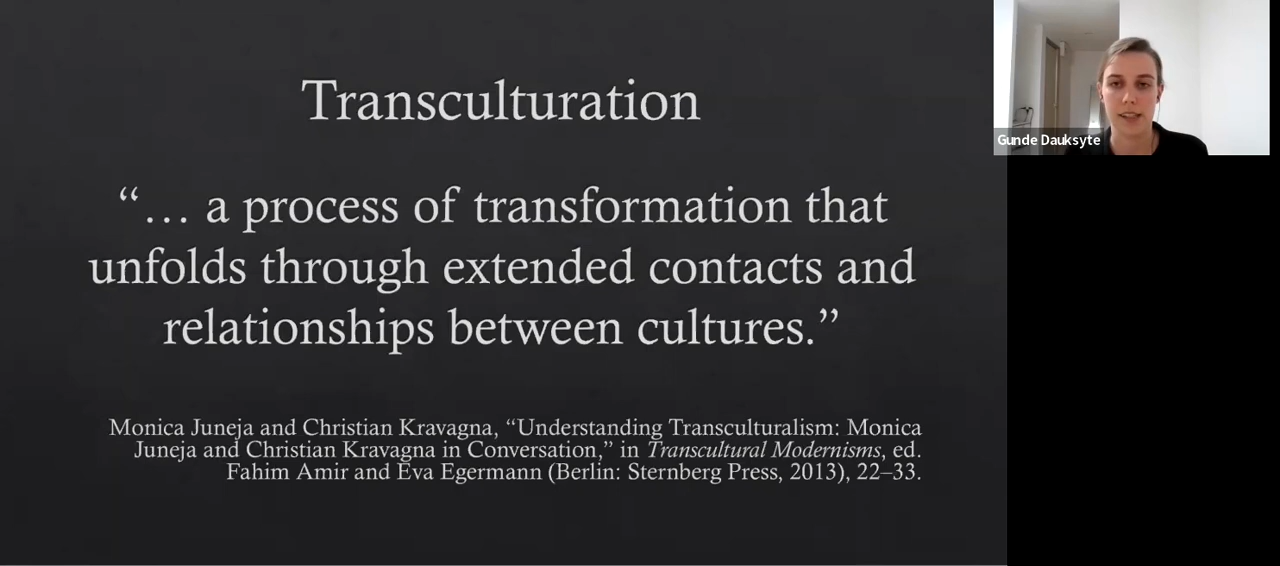 Transculturation
“… a process of transformation that
unfolds through extended contacts and
relationships between cultures.”
Monica Juneja and Christian Kravagna, “Understanding Transculturalism: Monica
Juneja and Christian Kravagna in Conversation,” in Transcultural Modernisms, ed.
Fahim Amir and Eva Egermann (Berlin: Sternberg Press, 2013), 22–33.
Gunde Dauksyte